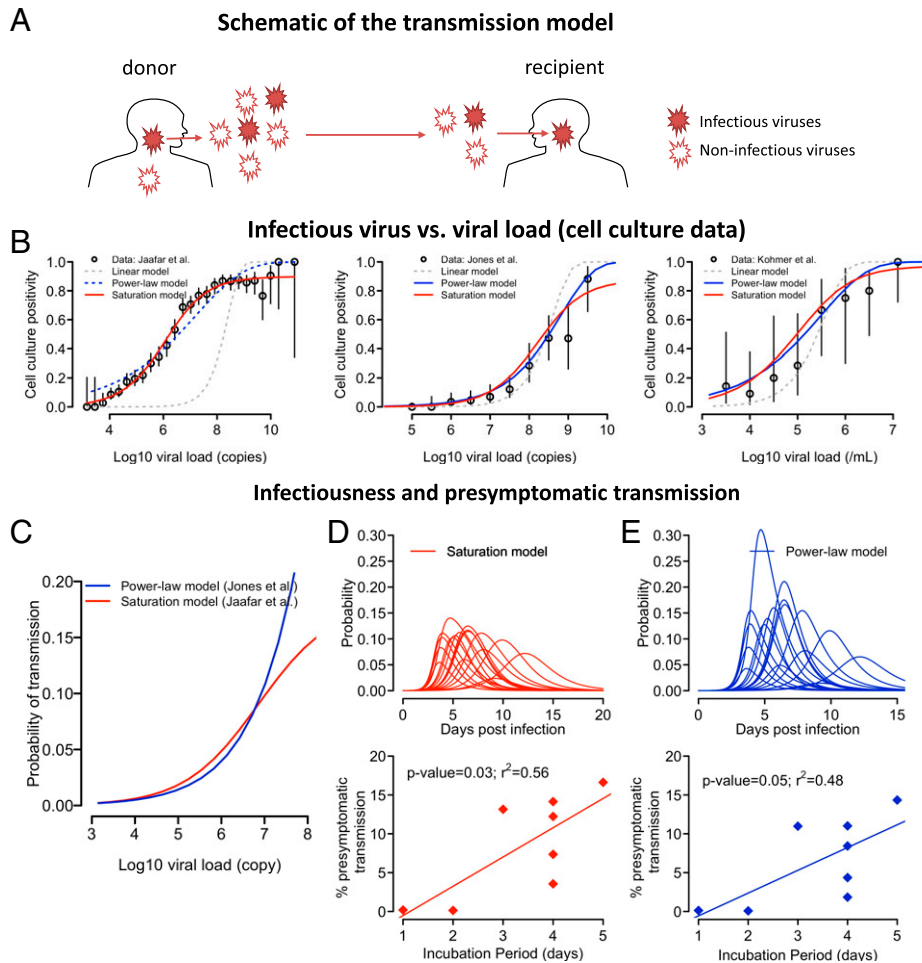 A
Schematic of the transmission model
donor
recipient
Infectious viruses
Non-infectious viruses
B
Infectious virus vs. viral load (cell culture data)
Cell culture positivity
1.0
0.8
0.6
0.4
0.2
0.0
Data: Jaafar et al.
Linear model
Power-law model
Saturation model
4
6
8
10
Log10 viral load (copies)
Cell culture positivity
1.0
0.8
0.6
0.4
0.2
0.0
Data: Jones et al.
Linear model
Power-law model
Saturation model
5
6
7
8
9
10
Log10 viral load (copies)
Cell culture positivity
1.0
0.8
0.6
0.4
0.2
0.0
Data: Kohmer et al.
Linear model
Power-law model
Saturation model
3
4
5
6
7
Log10 viral load (/mL)
Infectiousness and presymptomatic transmission
C
Probability of transmission
0.20
0.15
0.10
0.05
0.00
Power-law model (Jones et al.)
Saturation model (Jaafar et al.)
3
4
5
6
7
8
Log10 viral load (copy)
D
Probability
0.30
0.25
0.20
0.15
0.10
0.05
0.00
Saturation model
0
5
10
15
20
Days post infection
% presymptomatic
transmission
20
15
10
5
0
p-value=0.03; r²=0.56
1
2
3
4
5
Incubation Period (days)
E
Probability
0.30
0.25
0.20
0.15
0.10
0.05
0.00
Power-law model
0
5
10
15
Days post infection
% presymptomatic
transmission
20
15
10
5
0
p-value=0.05; r²=0.48
1
2
3
4
5
Incubation Period (days)